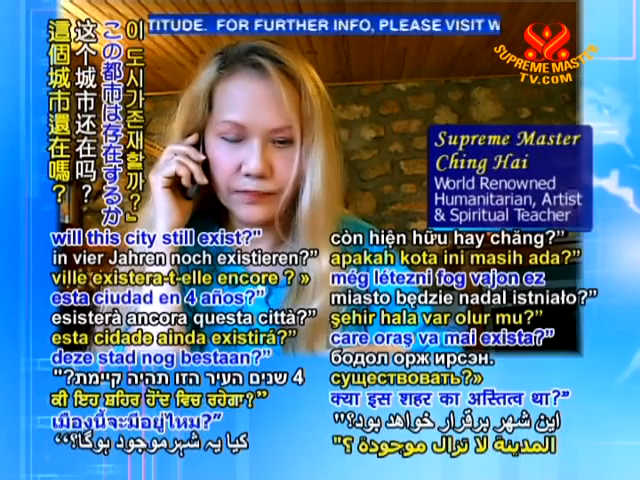 TITUDE. FOR FURTHER INFO, PLEASE VISIT W
SUPREME MASTER
TV.COM
這個城市還在嗎？
这个城市还在吗？
この都市は存在するか
이 도시가 존재할까？』
Supreme Master
Ching Hai
World Renowned
Humanitarian, Artist
& Spiritual Teacher
will this city still exist?"
in vier Jahren noch existieren?”
ville existera-t-elle encore ? »
esta ciudad en 4 años?”
esisterà ancora questa città?”
esta cidade ainda existirá?”
deze stad nog bestaan?”
4 שנים העיר הזו תהיה קיימת?"
ਕੀ ਇਹ ਸ਼ਹਿਰ ਹੋਂਦ ਵਿਚ ਰਹੇਗਾ?”
เมืองนี้จะมีอยู่ไหม?”
کیا یہ شہرموجود ہوگا؟“
còn hiện hữu hay chăng?”
apakah kota ini masih ada?”
még létezni fog vajon ez
miasto będzie nadal istniało?”
şehir hala var olur mu?”
care oraş va mai exista?”
бодол орж ирсэн.
существовать?»
क्या इस शहर का अस्तित्व था?”
این شهر برقرار خواهد بود؟"
المدينة لا تزال موجودة ؟"